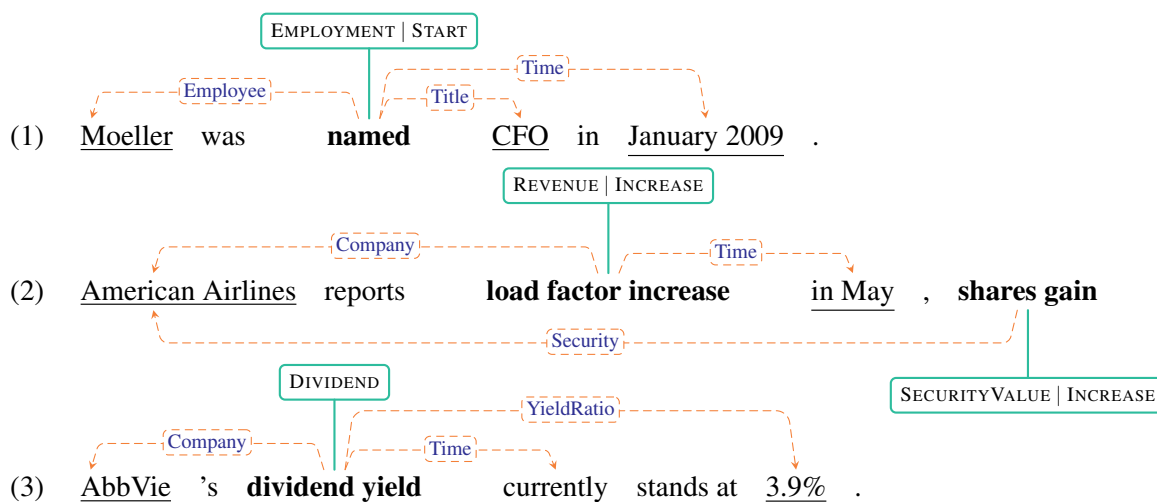 EMPLOYMENT | START
Time
Employee
Title
(1) Moeller was named CFO in January 2009 .
REVENUE | INCREASE
Company
Time
(2) American Airlines reports load factor increase in May , shares gain
Security
DIVIDEND
SECURITYVALUE | INCREASE
YieldRatio
Company
Time
(3) AbbVie 's dividend yield currently stands at 3.9% .